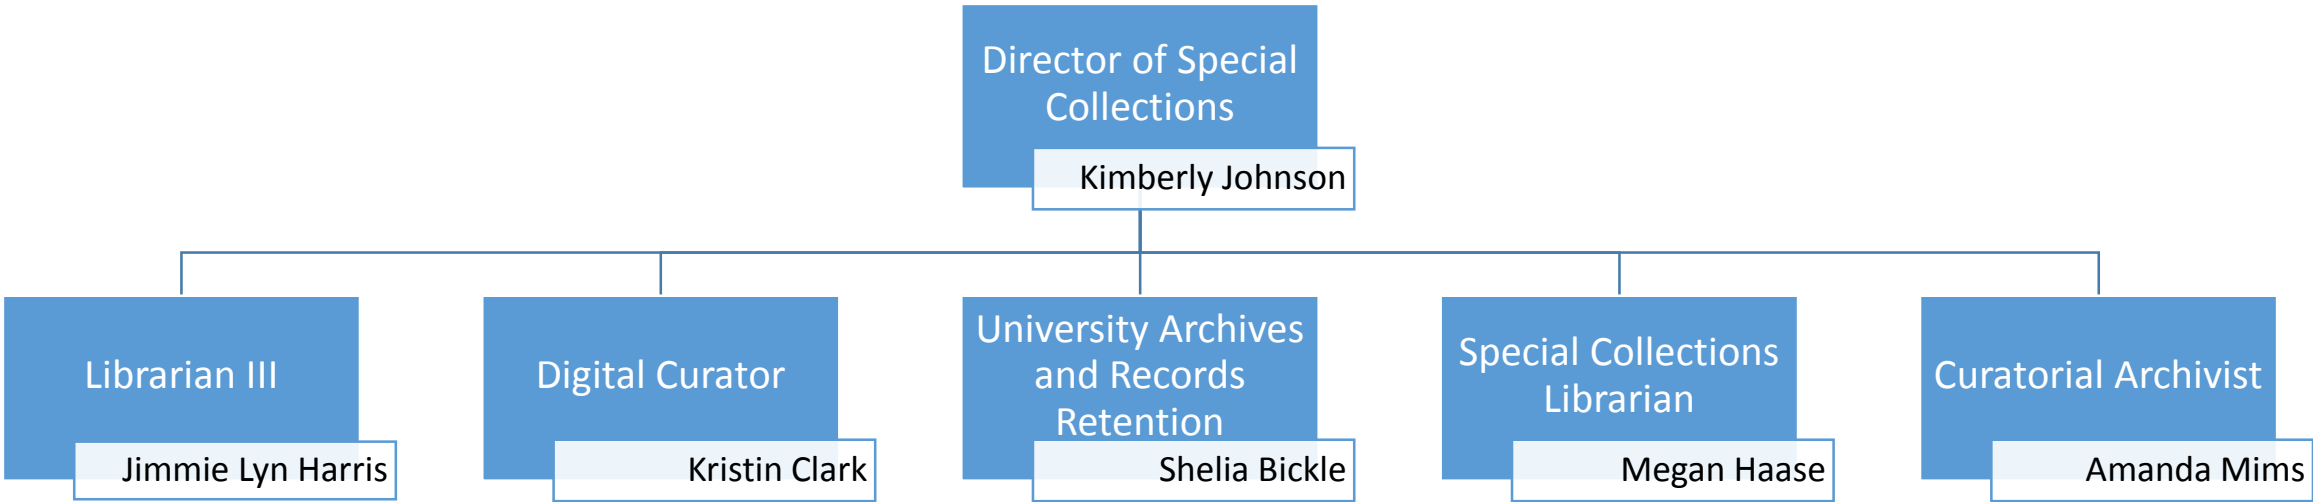 Director of Special
Collections
Kimberly Johnson
Librarian III
Jimmie Lyn Harris
Digital Curator
Kristin Clark
University Archives
and Records
Retention
Shelia Bickle
Special Collections
Librarian
Megan Haase
Curatorial Archivist
Amanda Mims